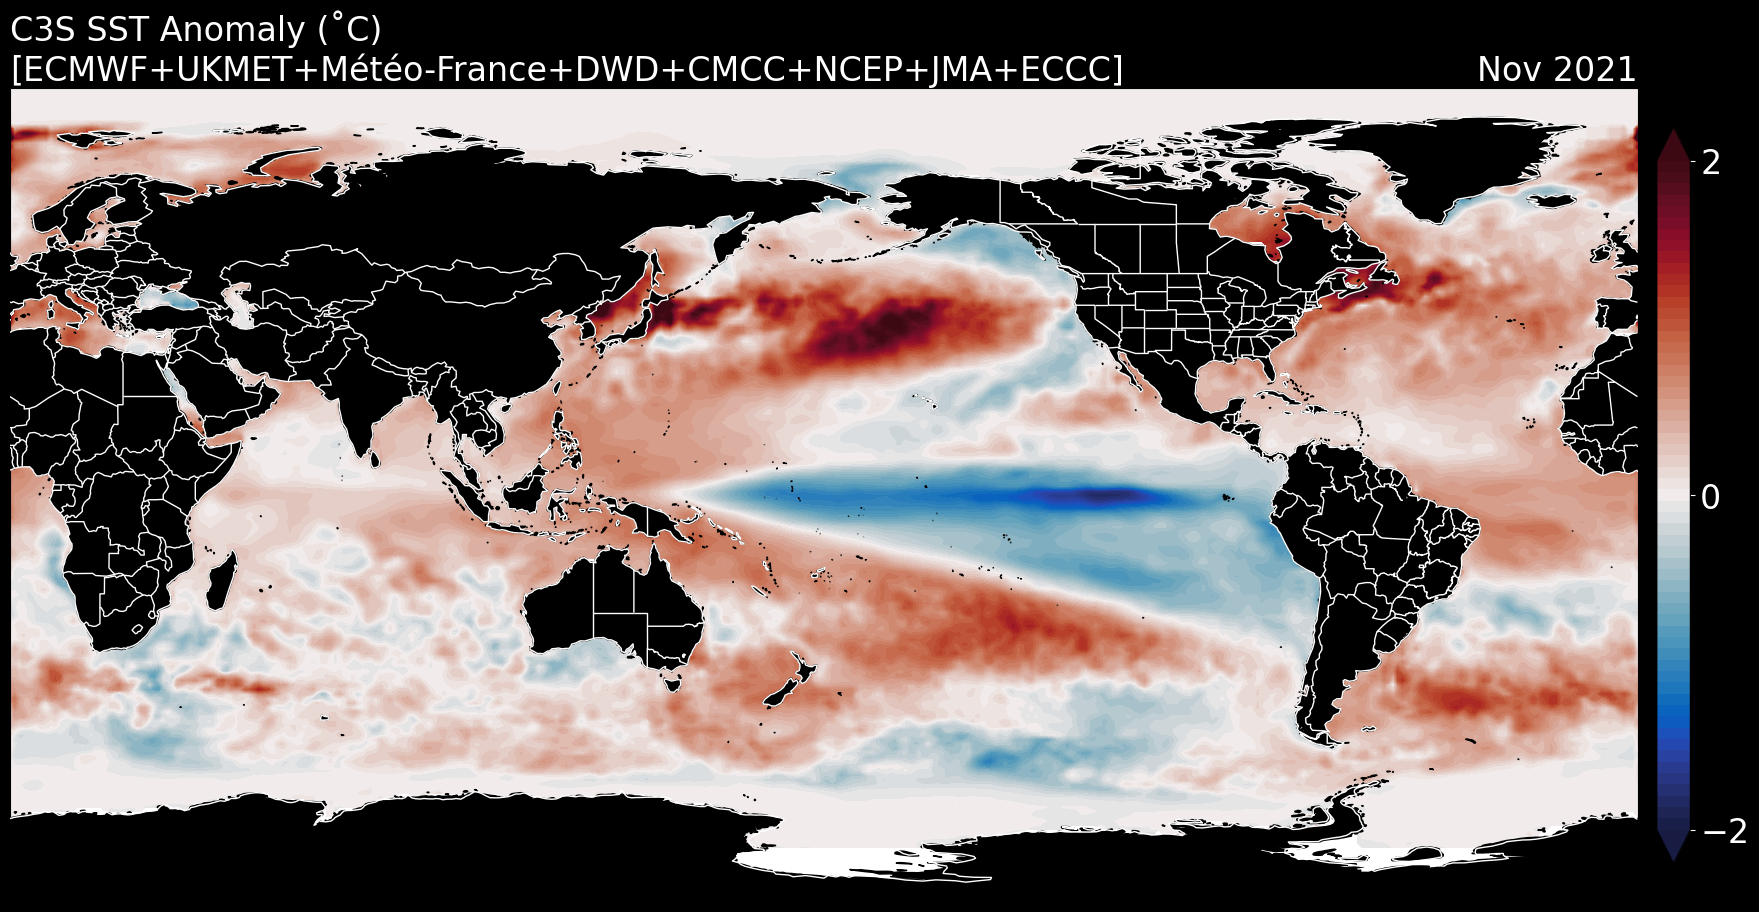 C3S SST Anomaly (˚C)
[ECMWF+UKMET+Météo-France+DWD+CMCC+NCEP+JMA+ECCC]
Nov 2021
2
0
−2